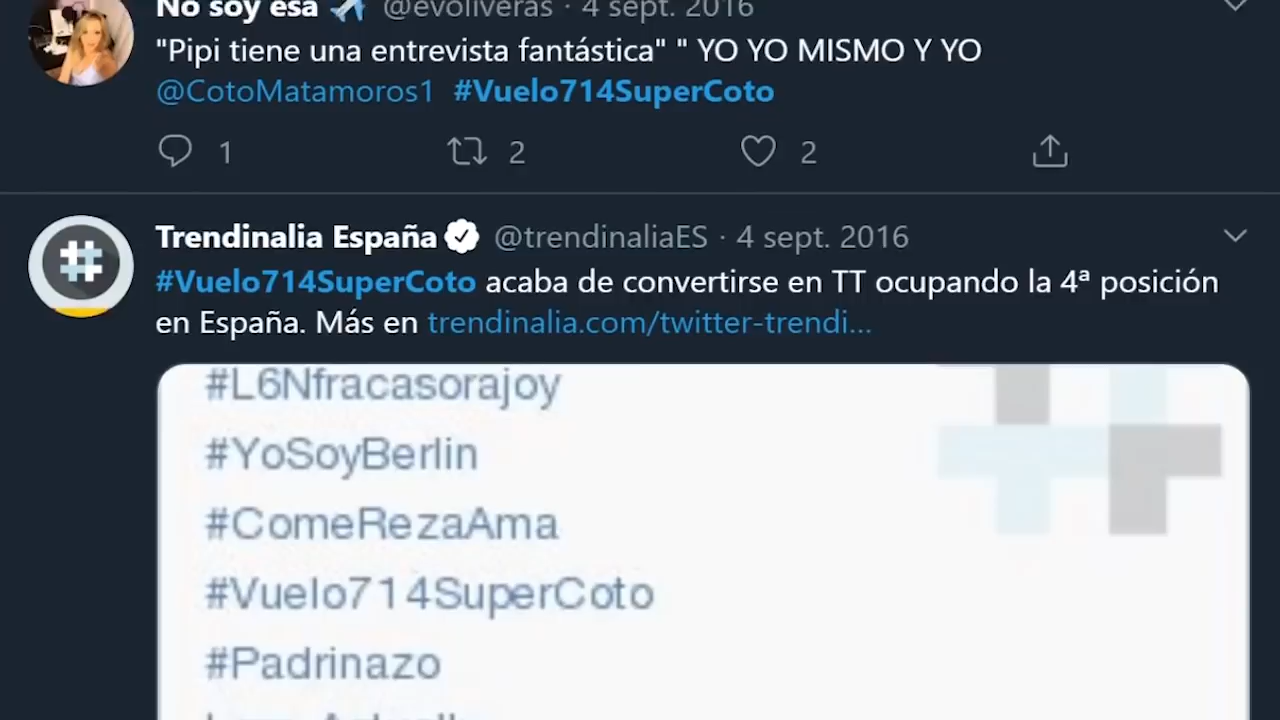 No soy esa @evoliveras · 4 sept. 2016
"Pipi tiene una entrevista fantástica" " YO YO MISMO Y YO
@CotoMatamoros1 #Vuelo714SuperCoto
1 2 2
Trendinalia España @trendinaliaES · 4 sept. 2016
#Vuelo714SuperCoto acaba de convertirse en TT ocupando la 4ª posición
en España. Más en trendinalia.com/twitter-trendi...
#L6Nfracasorajoy
#YoSoyBerlin
#ComeRezaAma
#Vuelo714SuperCoto
#Padrinazo